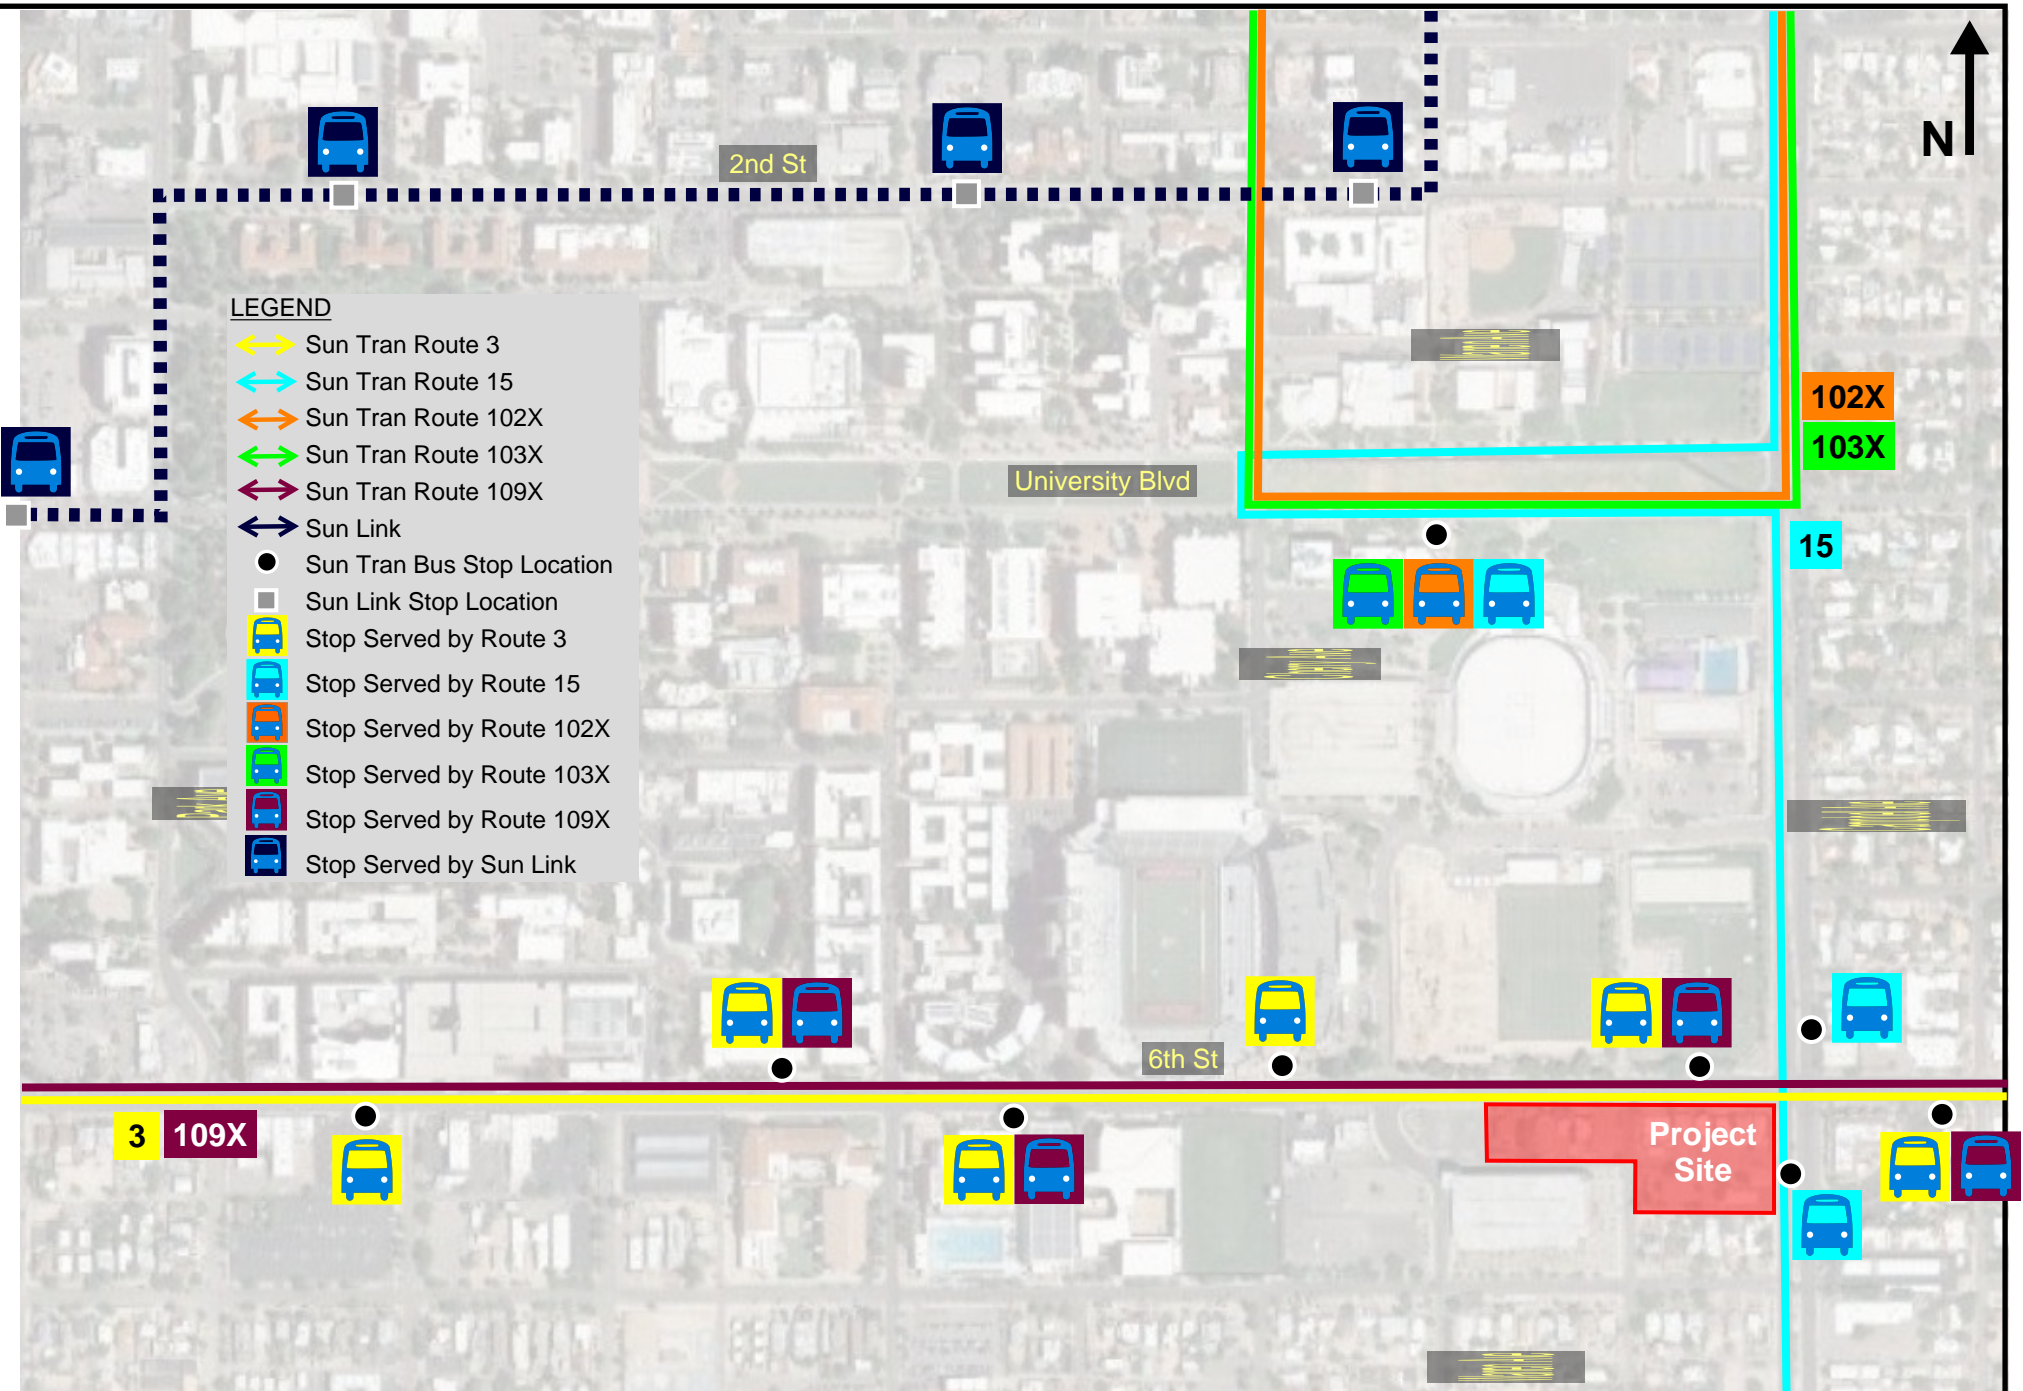 N
2nd St
LEGEND
Sun Tran Route 3
Sun Tran Route 15
Sun Tran Route 102X
Sun Tran Route 103X
Sun Tran Route 109X
Sun Link
Sun Tran Bus Stop Location
Sun Link Stop Location
Stop Served by Route 3
Stop Served by Route 15
Stop Served by Route 102X
Stop Served by Route 103X
Stop Served by Route 109X
Stop Served by Sun Link
102X
103X
University Blvd
15
6th St
3 109X
Project
Site